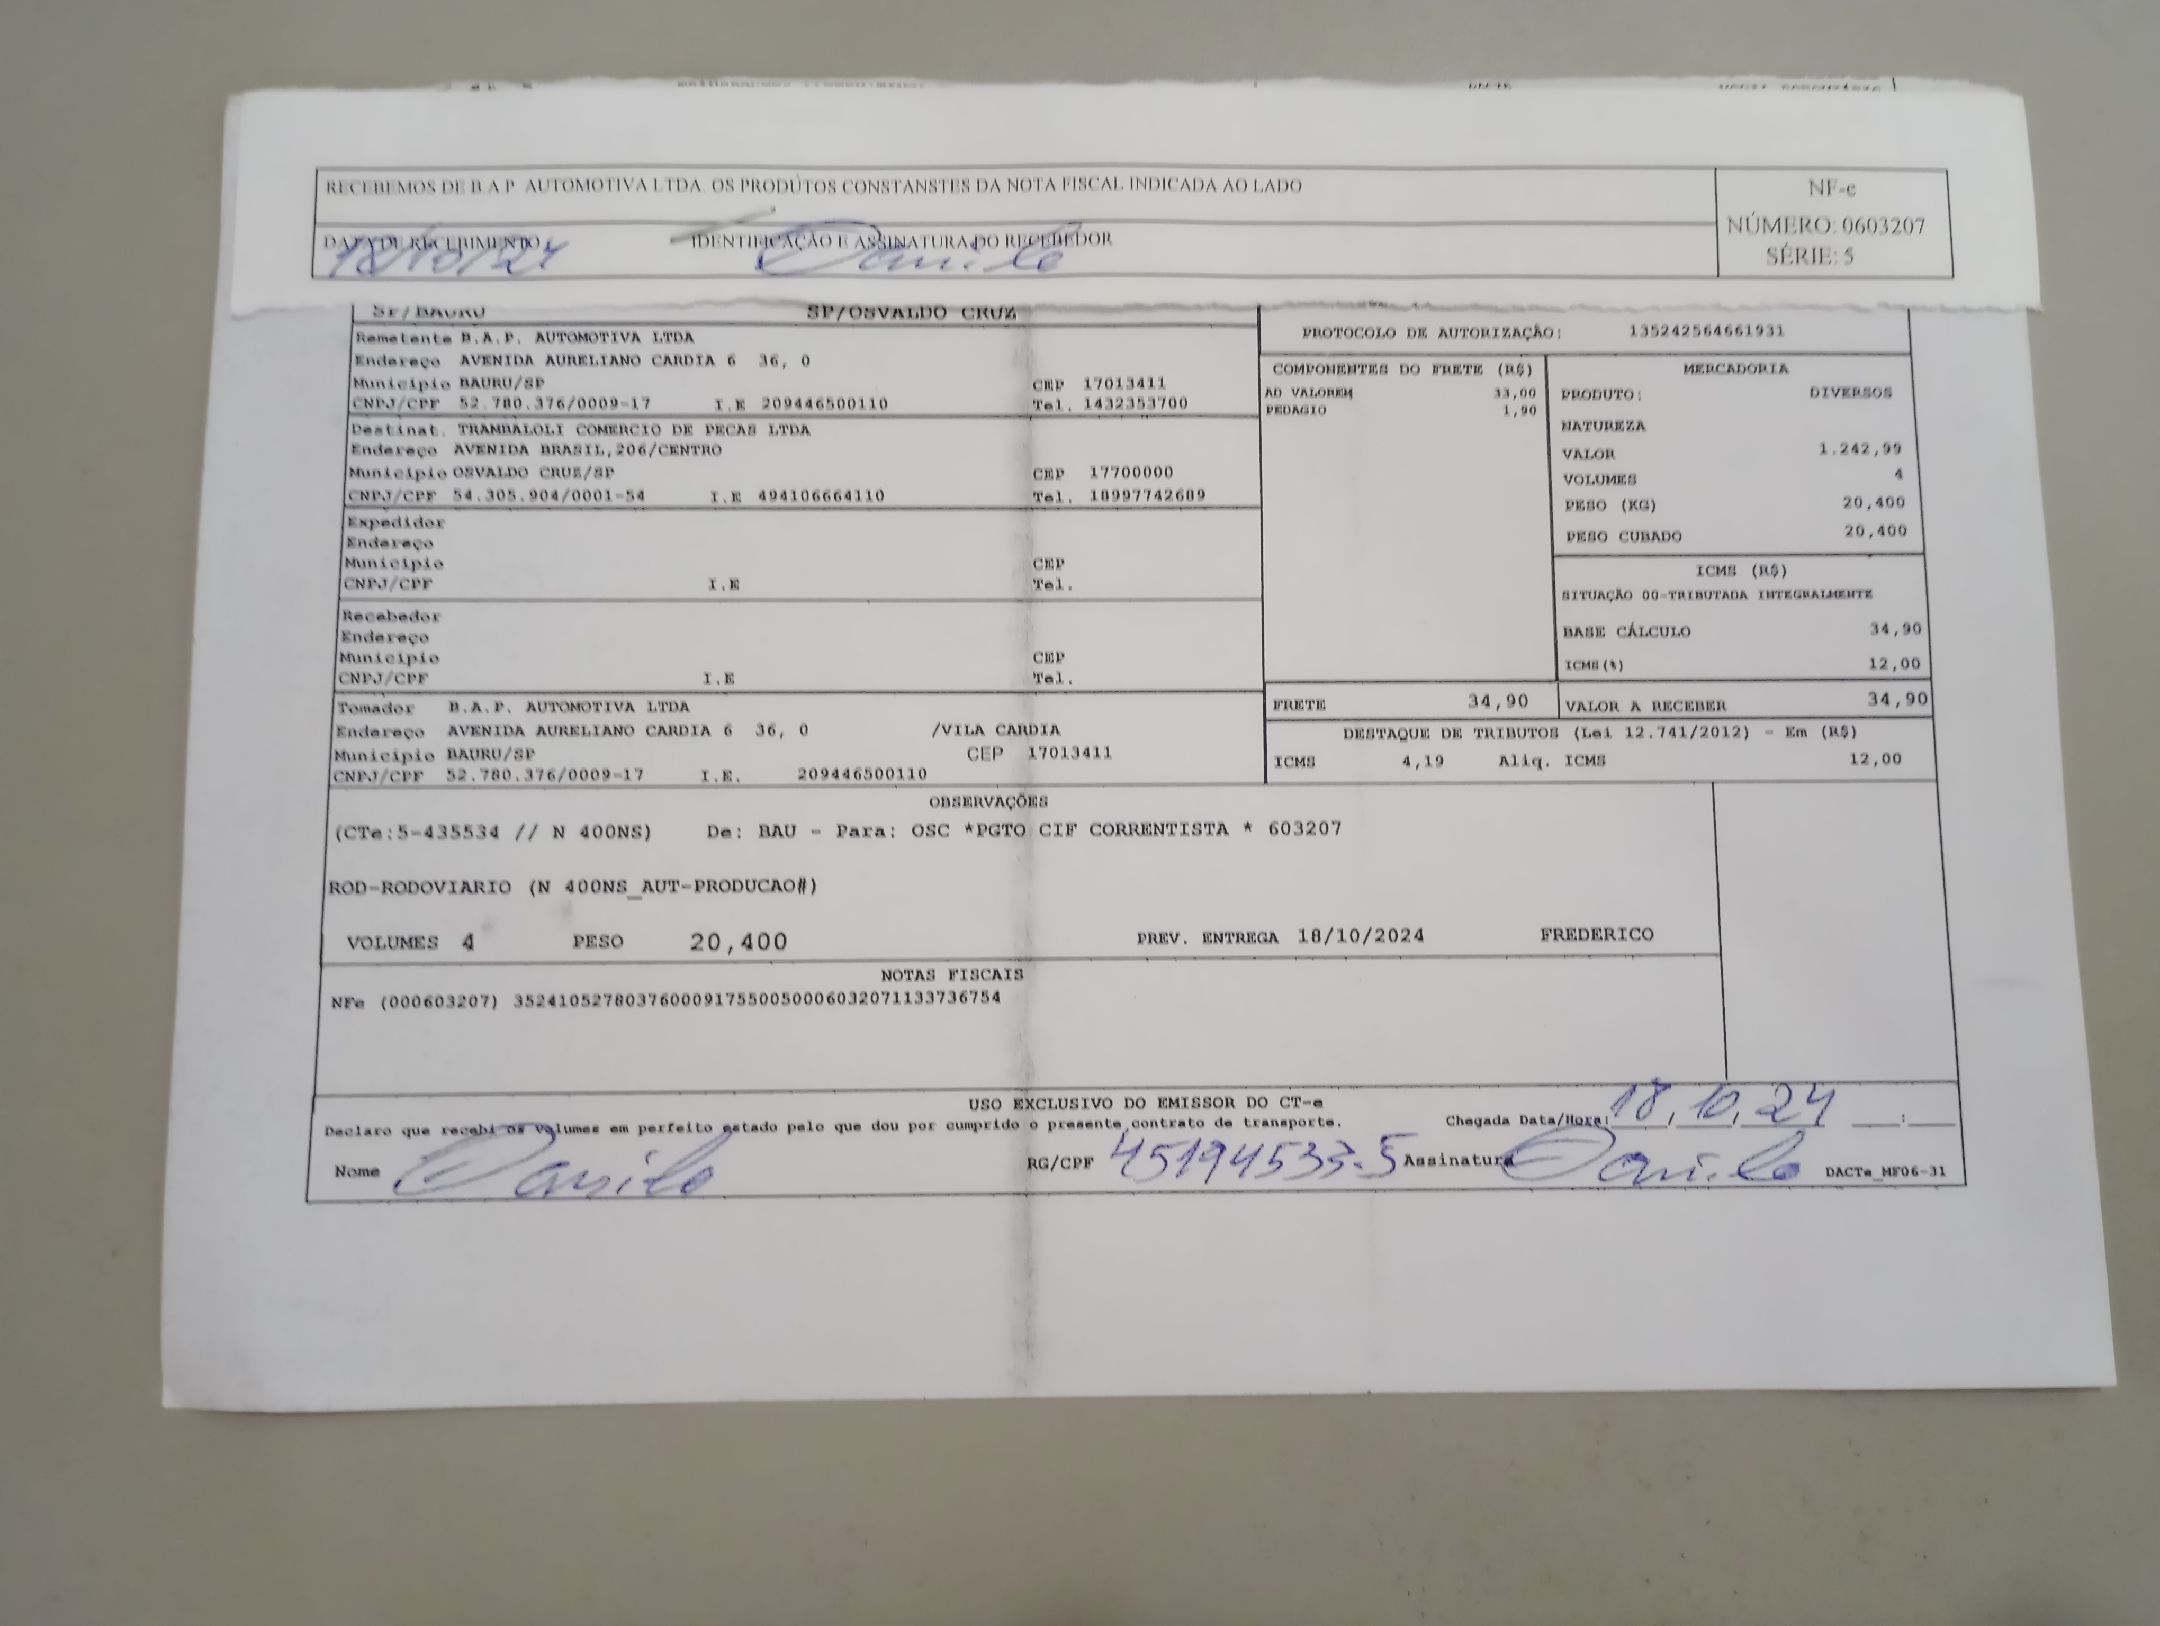 RECEBEMOS DE B A P AUTOMOTIVA LTDA OS PRODUTOS CONSTANSTES DA NOTA FISCAL INDICADA AO LADO
NF-e
NÚMERO: 0603207
SÉRIE: 5
DATA DE RECEBIMENTO IDENTIFICAÇÃO E ASSINATURA DO RECEBEDOR
18/10/24 Danilo
SP/BAURU SP/OSVALDO CRUZ
PROTOCOLO DE AUTORIZAÇÃO: 135242564661931
Remetente B.A.P. AUTOMOTIVA LTDA
Endereço AVENIDA AURELIANO CARDIA 6 36, 0
Município BAURU/SP CEP 17013411
CNPJ/CPF 52.780.376/0009-17 I.E 209446500110 Tel. 1432353700
Destinat. TRAMBALOLI COMERCIO DE PECAS LTDA
Endereço AVENIDA BRASIL,206/CENTRO
Município OSVALDO CRUZ/SP CEP 17700000
CNPJ/CPF 54.305.904/0001-54 I.E 494106664110 Tel. 18997742689
Expedidor
Endereço
Município CEP
CNPJ/CPF I.E Tel.
Recebedor
Endereço
Município CEP
CNPJ/CPF I.E Tel.
Tomador B.A.P. AUTOMOTIVA LTDA
Endereço AVENIDA AURELIANO CARDIA 6 36, 0 /VILA CARDIA
Município BAURU/SP CEP 17013411
CNPJ/CPF 52.780.376/0009-17 I.E. 209446500110
COMPONENTES DO FRETE (R$)
AD VALOREM 33,00
PEDAGIO 1,90
MERCADORIA
PRODUTO: DIVERSOS
NATUREZA
VALOR 1.242,99
VOLUMES 4
PESO (KG) 20,400
PESO CUBADO 20,400
ICMS (R$)
SITUAÇÃO 00-TRIBUTADA INTEGRALMENTE
BASE CÁLCULO 34,90
ICMS(%) 12,00
FRETE 34,90 VALOR A RECEBER 34,90
DESTAQUE DE TRIBUTOS (Lei 12.741/2012) - Em (R$)
ICMS 4,19 Aliq. ICMS 12,00
OBSERVAÇÕES
(CTe:5-435534 // N 400NS) De: BAU - Para: OSC *PGTO CIF CORRENTISTA * 603207
ROD-RODOVIARIO (N 400NS_AUT-PRODUCAO#)
VOLUMES 4 PESO 20,400 PREV. ENTREGA 18/10/2024 FREDERICO
NOTAS FISCAIS
NFe (000603207) 35241052780376000917550050006032071133736754
USO EXCLUSIVO DO EMISSOR DO CT-e
Declaro que recebi os volumes em perfeito estado pelo que dou por cumprido o presente contrato de transporte. Chegada Data/Hora: 18/10/24 __:__
Nome Danilo RG/CPF 45194533-5 Assinatura Danilo DACTe_MF06-31